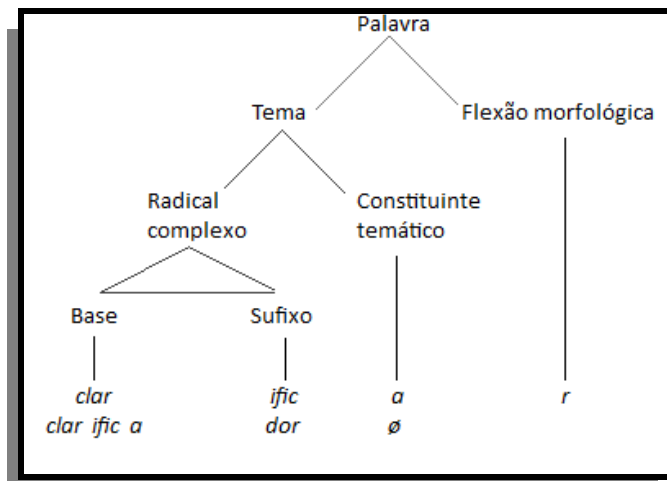 Palavra
Tema Flexão morfológica
Radical complexo
Constituinte temático
Base Sufixo
clar ific a r
clar ific a dor ø